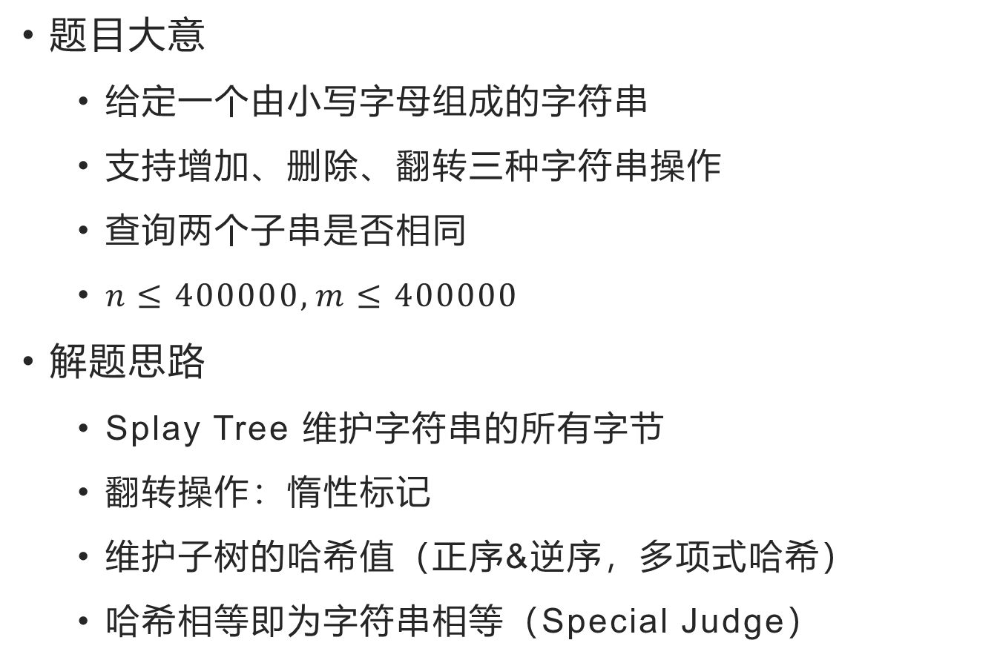 • 题目大意
• 给定一个由小写字母组成的字符串
• 支持增加、删除、翻转三种字符串操作
• 查询两个子串是否相同
• n ≤ 400000, m ≤ 400000
• 解题思路
• Splay Tree 维护字符串的所有字节
• 翻转操作：惰性标记
• 维护子树的哈希值（正序&逆序，多项式哈希）
• 哈希相等即为字符串相等（Special Judge）